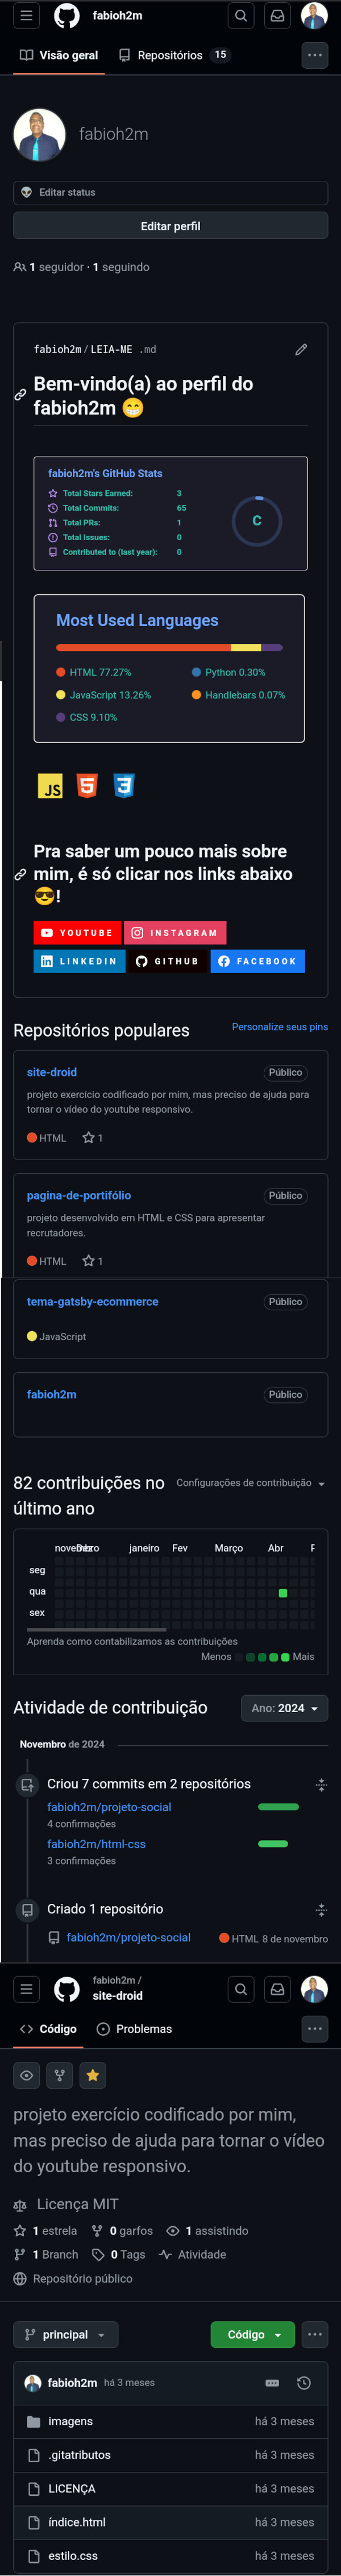 fabioh2m
Visão geral
Repositórios 15
fabioh2m
Editar status
Editar perfil
1 seguidor · 1 seguindo
fabioh2m / LEIA-ME .md
Bem-vindo(a) ao perfil do
fabioh2m 😁
fabioh2m's GitHub Stats
Total Stars Earned: 3
Total Commits: 65
Total PRs: 1
Total Issues: 0
Contributed to (last year): 0
C
Most Used Languages
HTML 77.27%
Python 0.30%
JavaScript 13.26%
Handlebars 0.07%
CSS 9.10%
JS 5 3
Pra saber um pouco mais sobre
mim, é só clicar nos links abaixo
😎!
YOUTUBE INSTAGRAM
LINKEDIN GITHUB FACEBOOK
Repositórios populares
Personalize seus pins
site-droid
Público
projeto exercício codificado por mim, mas preciso de ajuda para
tornar o vídeo do youtube responsivo.
HTML 1
pagina-de-portifólio
Público
projeto desenvolvido em HTML e CSS para apresentar
recrutadores.
HTML 1
tema-gatsby-ecommerce
Público
JavaScript
fabioh2m
Público
82 contribuições no
último ano
Configurações de contribuição
janeiro Fev Março Abr
seg
qua
sex
Aprenda como contabilizamos as contribuições
Menos Mais
Atividade de contribuição
Ano: 2024
Novembro de 2024
Criou 7 commits em 2 repositórios
fabioh2m/projeto-social
4 confirmações
fabioh2m/html-css
3 confirmações
Criado 1 repositório
fabioh2m/projeto-social
HTML 8 de novembro
fabioh2m /
site-droid
Código
Problemas
projeto exercício codificado por mim,
mas preciso de ajuda para tornar o vídeo
do youtube responsivo.
Licença MIT
1 estrela 0 garfos 1 assistindo
1 Branch 0 Tags Atividade
Repositório público
principal
Código
fabioh2m há 3 meses
imagens há 3 meses
.gitatributos há 3 meses
LICENÇA há 3 meses
índice.html há 3 meses
estilo.css há 3 meses